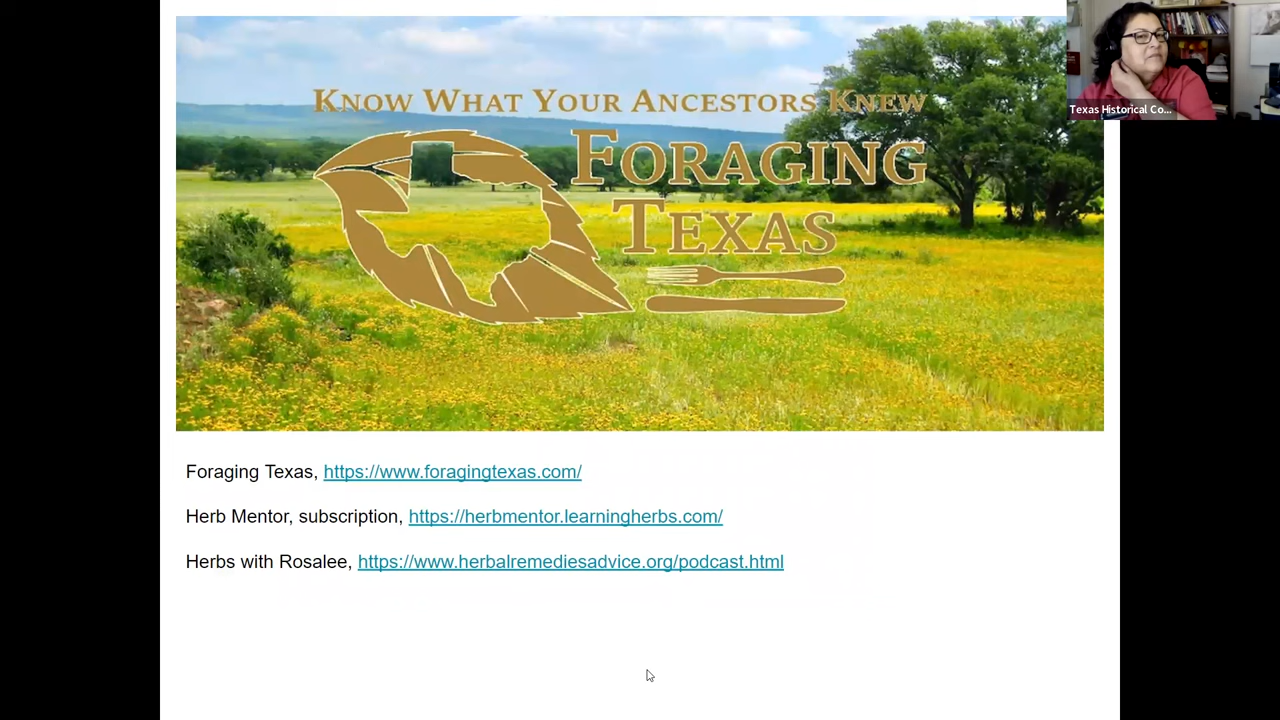 Know What Your Ancestors Knew
Foraging
Texas
Texas Historical Co...
Foraging Texas, https://www.foragingtexas.com/
Herb Mentor, subscription, https://herbmentor.learningherbs.com/
Herbs with Rosalee, https://www.herbalremediesadvice.org/podcast.html